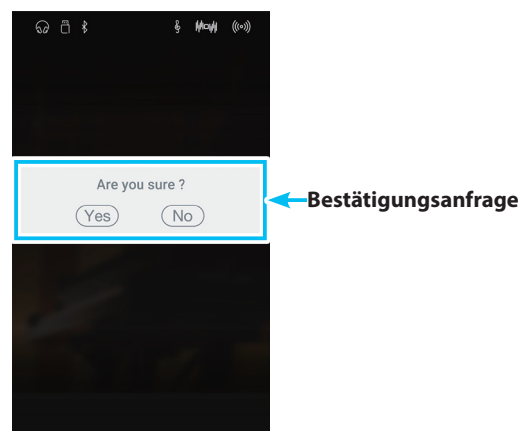 Are you sure ?
Yes No
Bestätigungsanfrage